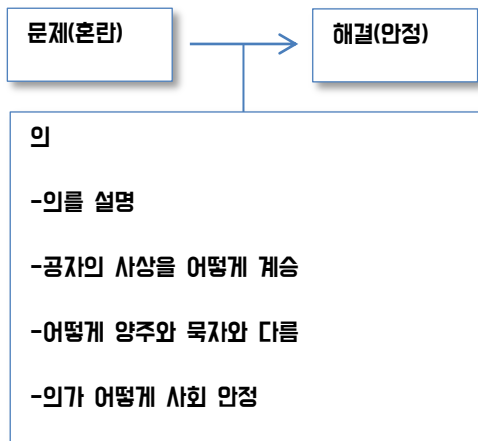 문제(혼란)
해결(안정)
의
-의를 설명
-공자의 사상을 어떻게 계승
-어떻게 양주와 묵자와 다름
-의가 어떻게 사회 안정